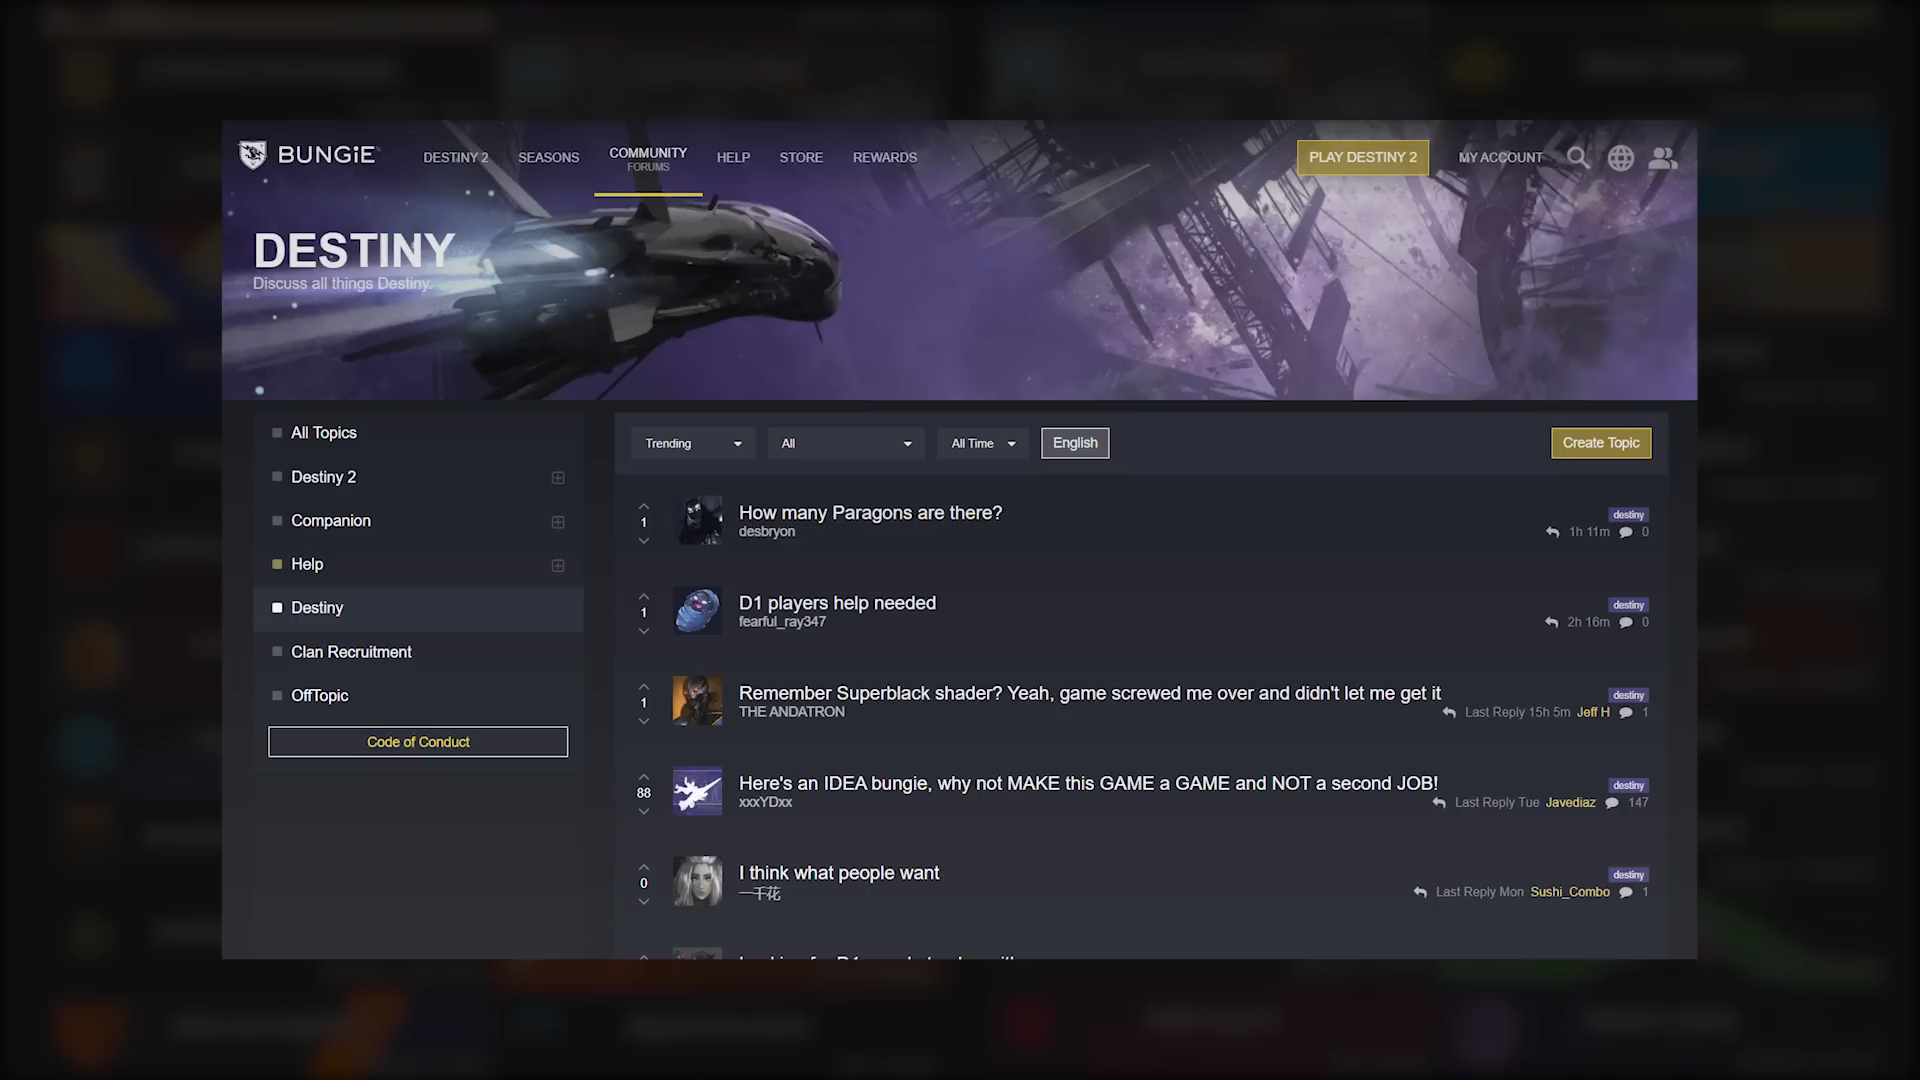 BUNGiE
DESTINY 2
SEASONS
COMMUNITY
FORUMS
HELP
STORE
REWARDS
PLAY DESTINY 2
MY ACCOUNT
DESTINY
Discuss all things Destiny.
All Topics
Destiny 2
Companion
Help
Destiny
Clan Recruitment
OffTopic
Code of Conduct
Trending
All
All Time
English
Create Topic
1
How many Paragons are there?
desbryon
destiny
1h 11m 0
1
D1 players help needed
fearful_ray347
destiny
2h 16m 0
1
Remember Superblack shader? Yeah, game screwed me over and didn't let me get it
THE ANDATRON
destiny
Last Reply 15h 5m Jeff H 1
88
Here's an IDEA bungie, why not MAKE this GAME a GAME and NOT a second JOB!
xxxYDxx
destiny
Last Reply Tue Javediaz 147
0
I think what people want
一千花
destiny
Last Reply Mon Sushi_Combo 1